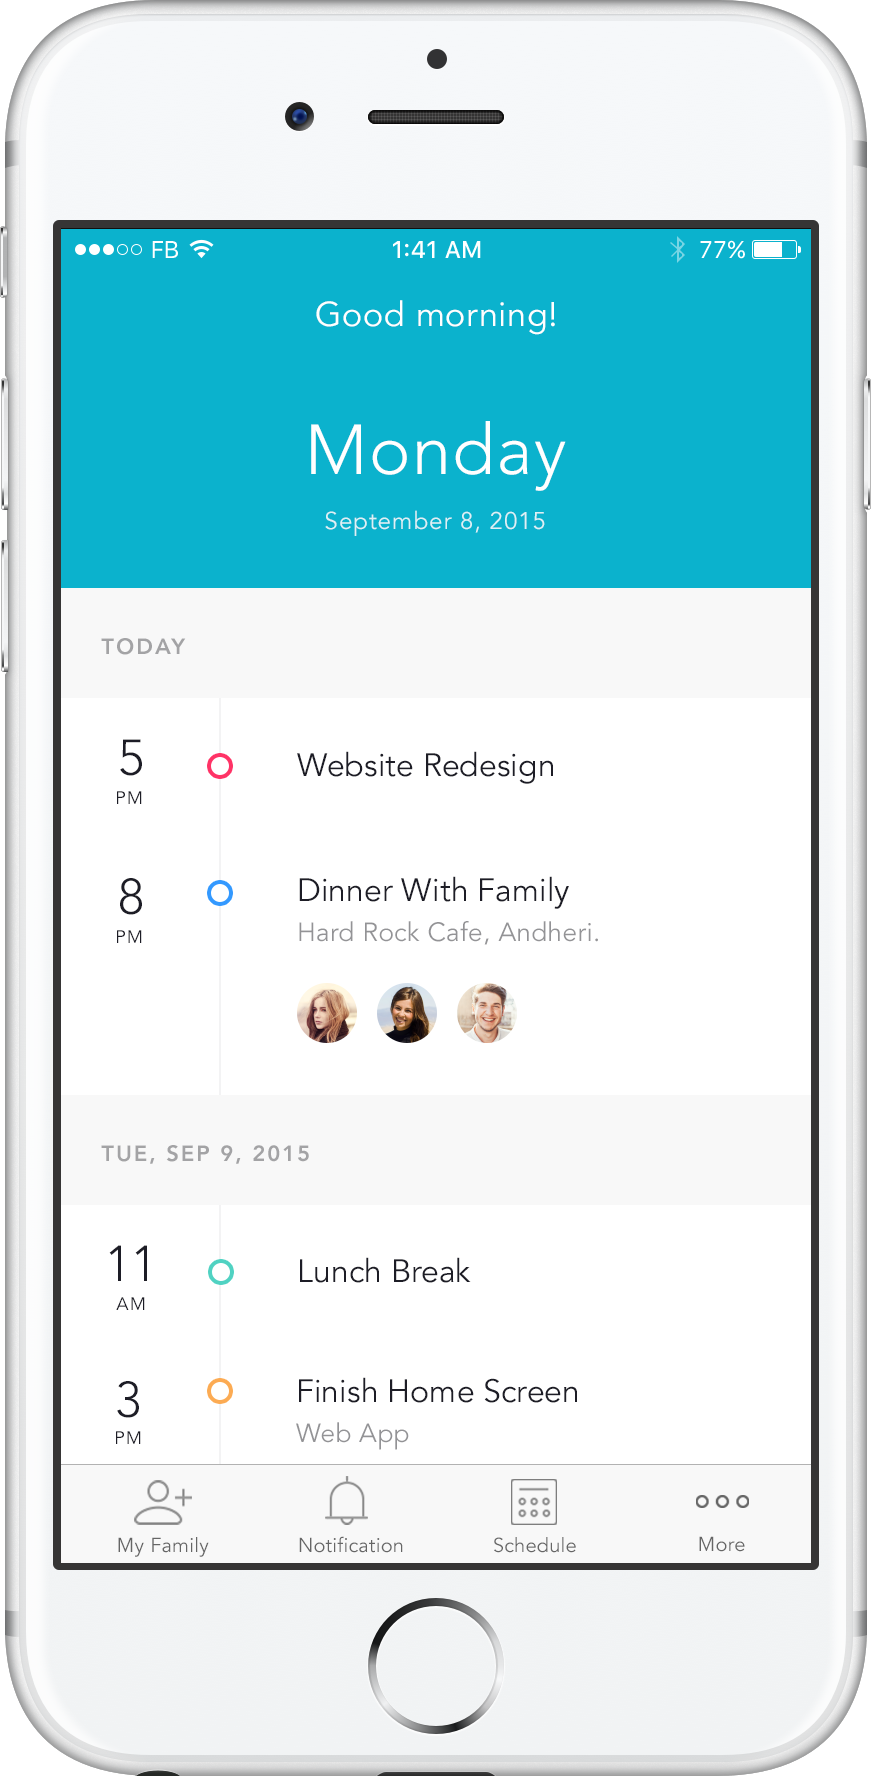 FB 1:41 AM 77%
Good morning!
Monday
September 8, 2015
TODAY
5 PM
Website Redesign
8 PM
Dinner With Family
Hard Rock Cafe, Andheri.
TUE, SEP 9, 2015
11 AM
Lunch Break
3 PM
Finish Home Screen
Web App
My Family Notification Schedule More